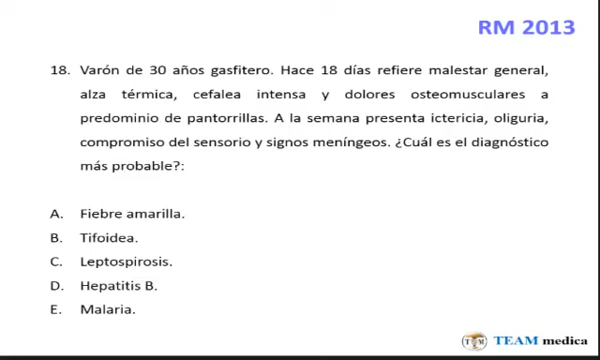 RM 2013
18. Varón de 30 años gasfitero. Hace 18 días refiere malestar general,
alza térmica, cefalea intensa y dolores osteomusculares a
predominio de pantorrillas. A la semana presenta ictericia, oliguria,
compromiso del sensorio y signos meníngeos. ¿Cuál es el diagnóstico
más probable?:
A. Fiebre amarilla.
B. Tifoidea.
C. Leptospirosis.
D. Hepatitis B.
E. Malaria.
TEAM medica